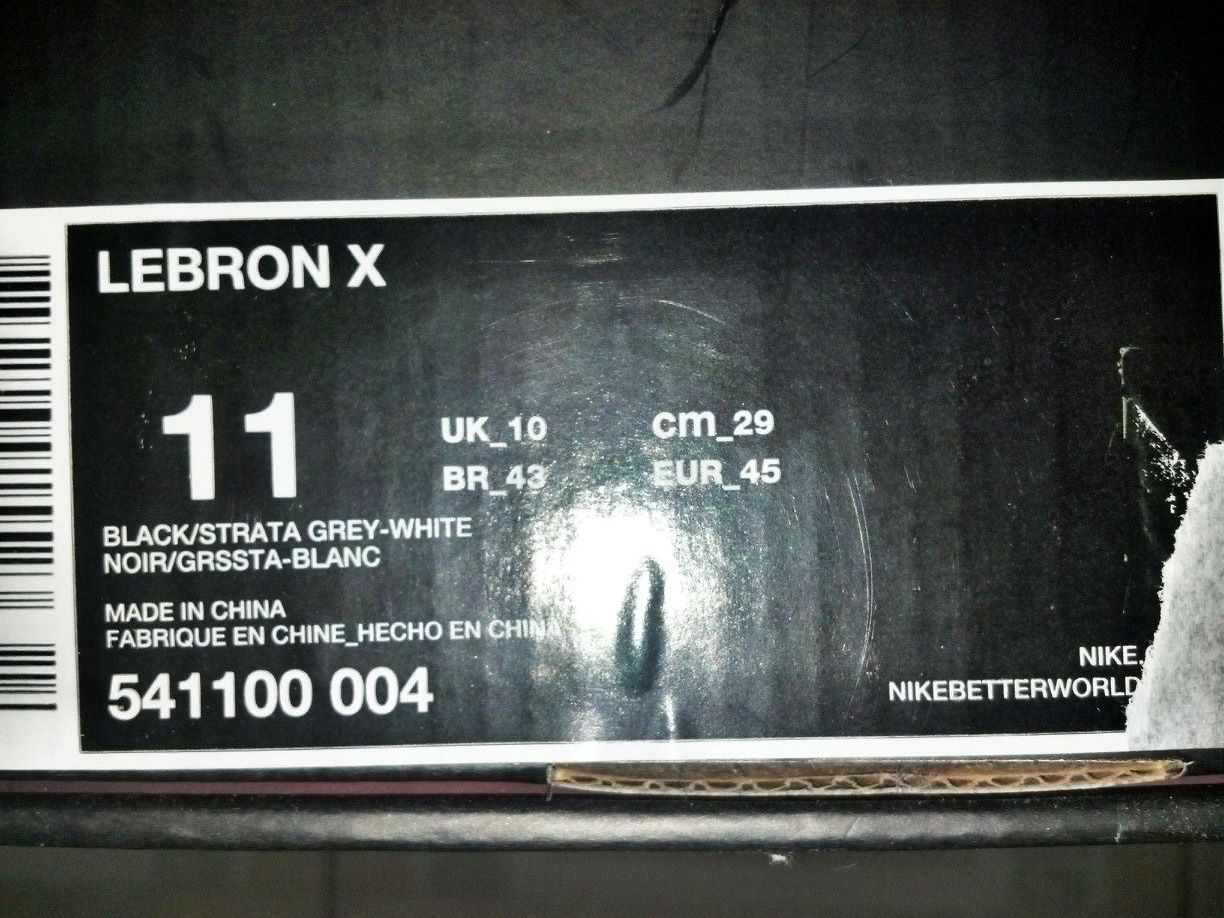 LEBRON X
11
UK_10 cm_29
BR_43 EUR_45
BLACK/STRATA GREY-WHITE
NOIR/GRSSTA-BLANC
MADE IN CHINA
FABRIQUE EN CHINE_HECHO EN CHINA
541100 004
NIKE.
NIKEBETTERWORLD